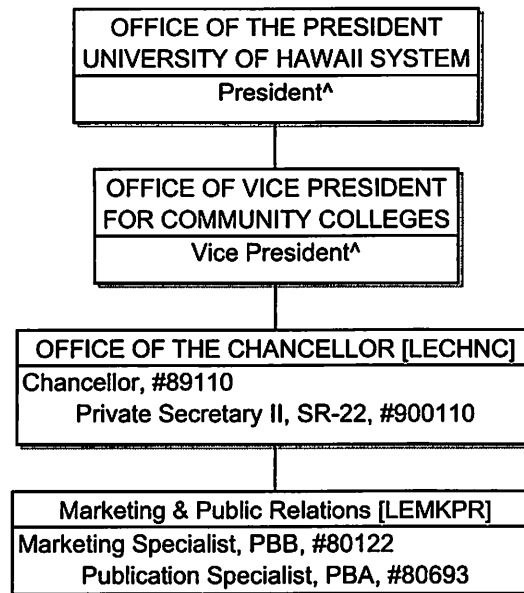 OFFICE OF THE PRESIDENT
UNIVERSITY OF HAWAII SYSTEM
President^
OFFICE OF VICE PRESIDENT
FOR COMMUNITY COLLEGES
Vice President^
OFFICE OF THE CHANCELLOR [LECHNC]
Chancellor, #89110
Private Secretary II, SR-22, #900110
Marketing & Public Relations [LEMKPR]
Marketing Specialist, PBB, #80122
Publication Specialist, PBA, #80693